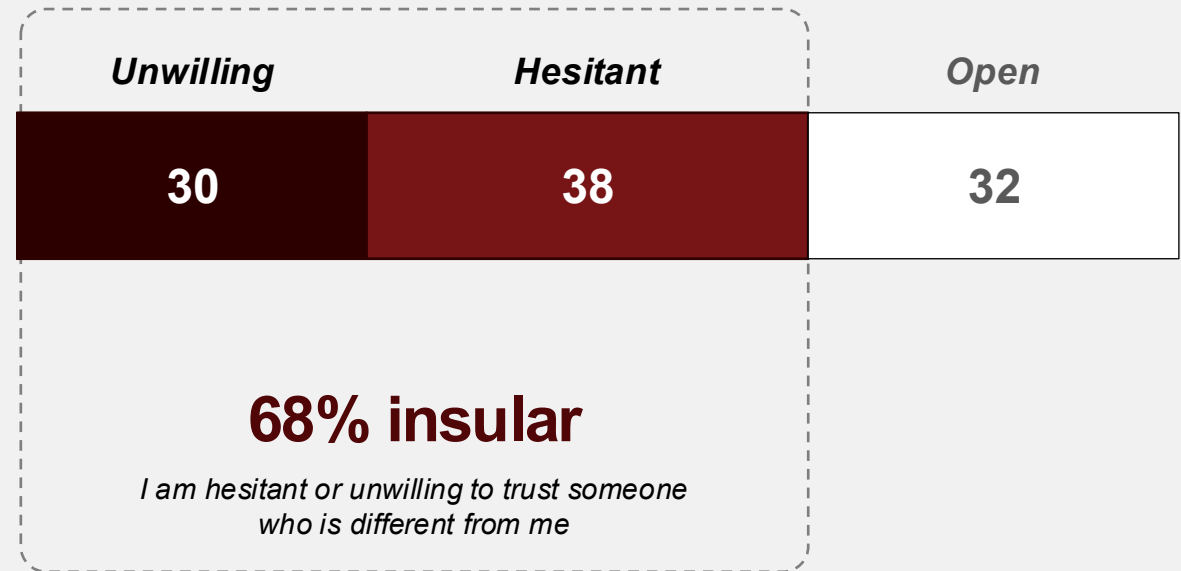 Unwilling Hesitant Open
30 38 32
68% insular
I am hesitant or unwilling to trust someone
who is different from me